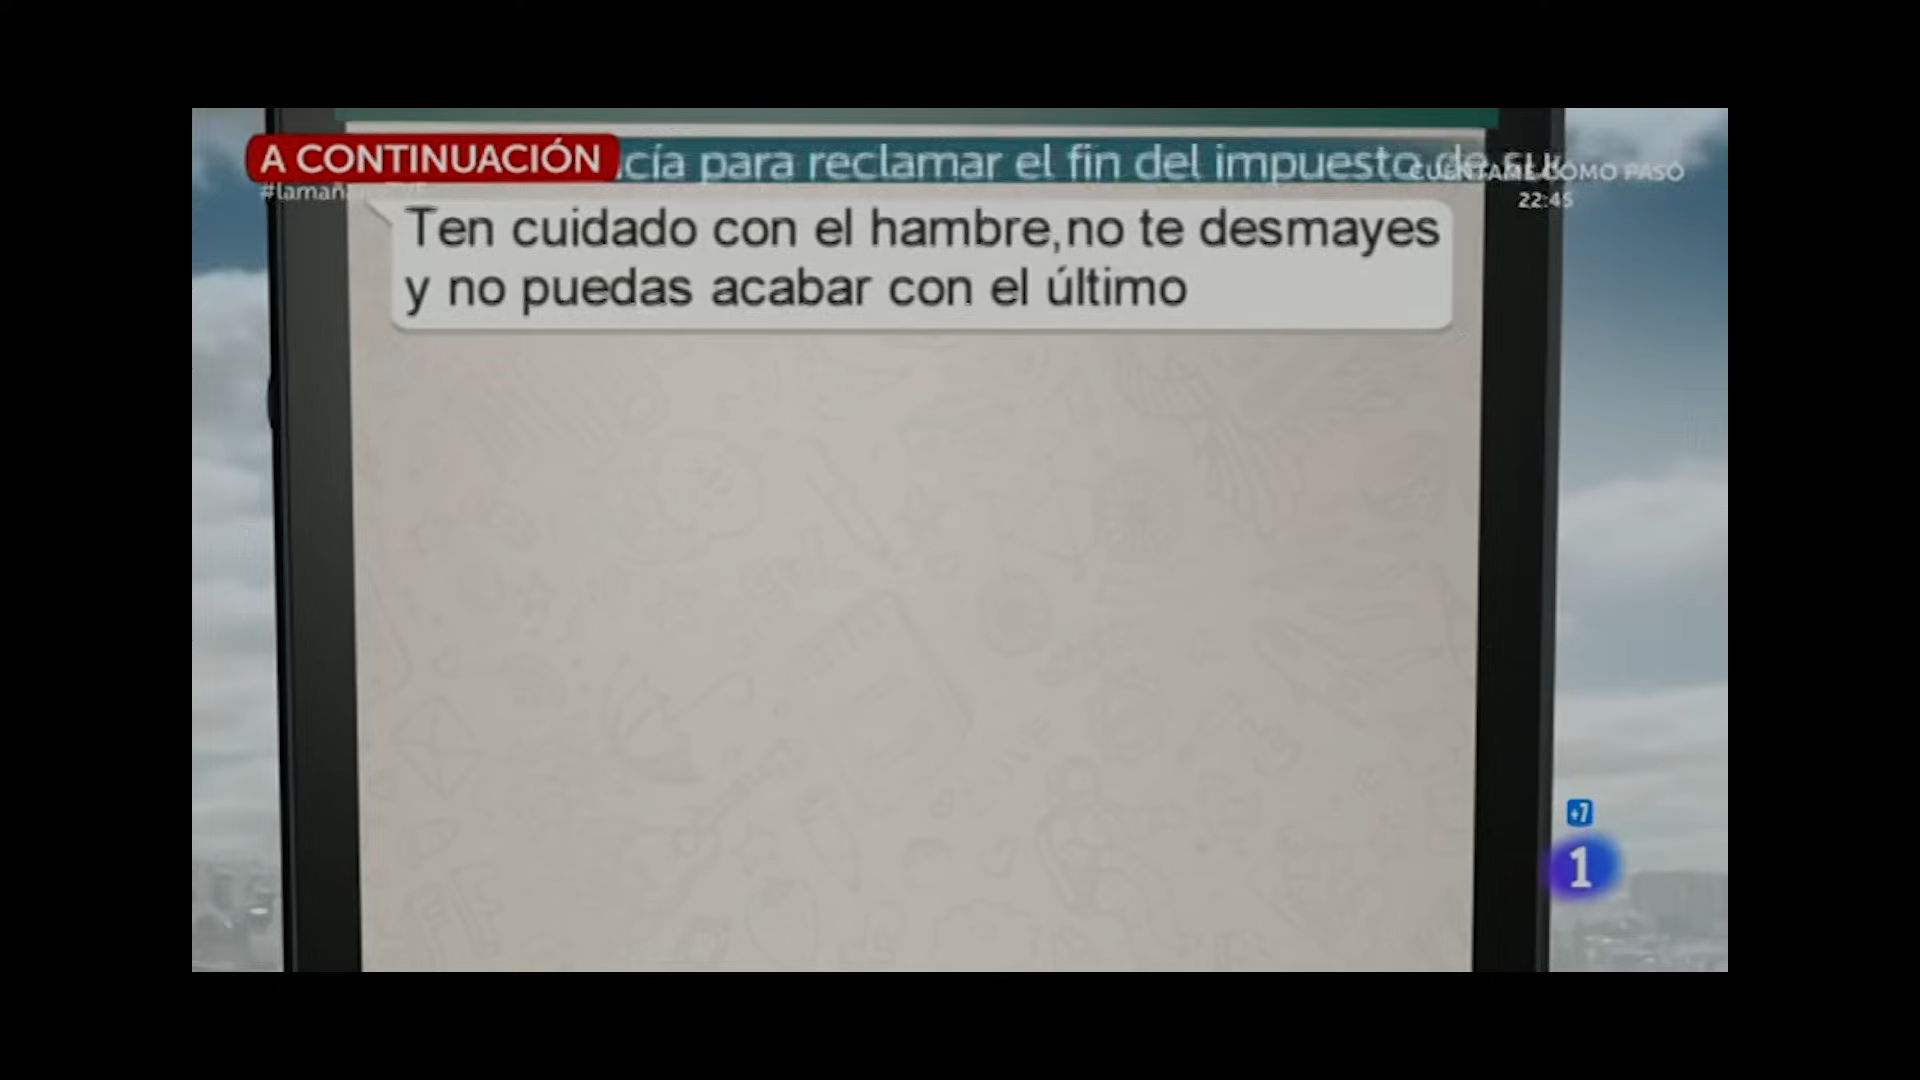 A CONTINUACIÓN
cía para reclamar el fin del impuesto de
CUÉNTAME CÓMO PASÓ
#lamañ
22:45
Ten cuidado con el hambre,no te desmayes
y no puedas acabar con el último
+7
1